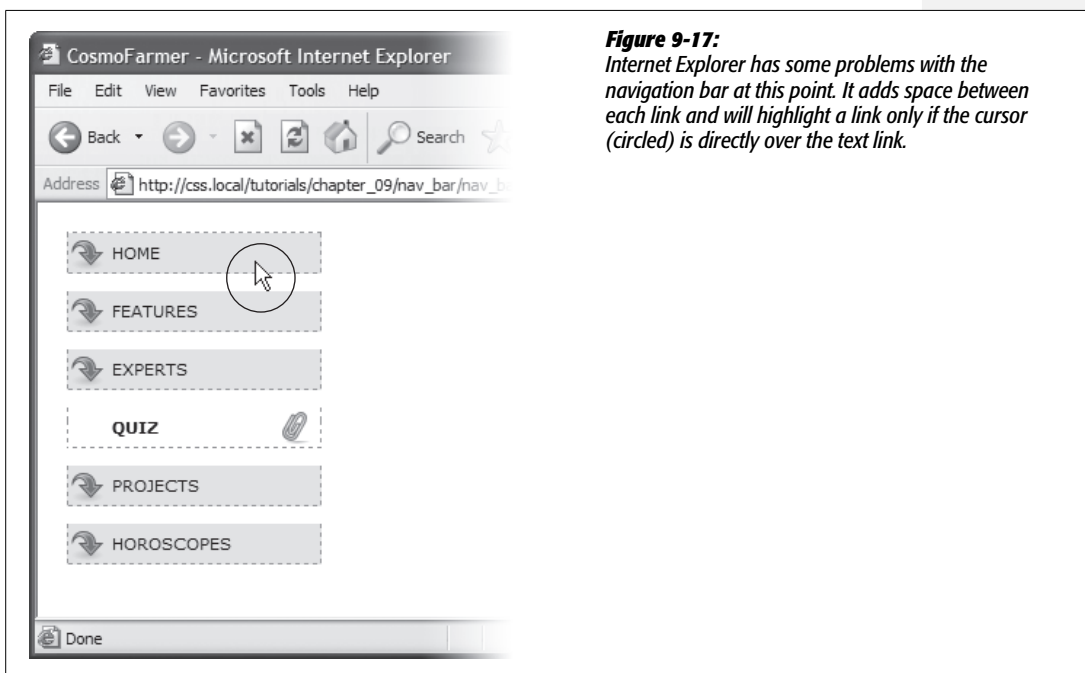 CosmoFarmer - Microsoft Internet Explorer
File Edit View Favorites Tools Help
Back Search
Address http://css.local/tutorials/chapter_09/nav_bar/nav_b
HOME
FEATURES
EXPERTS
QUIZ
PROJECTS
HOROSCOPES
Done
Figure 9-17:
Internet Explorer has some problems with the
navigation bar at this point. It adds space between
each link and will highlight a link only if the cursor
(circled) is directly over the text link.